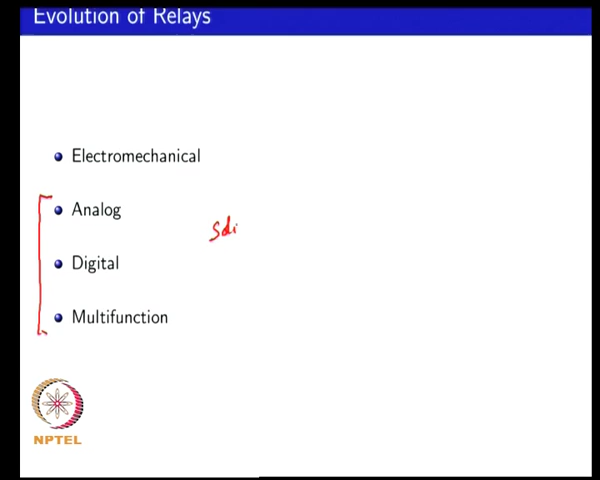 Evolution of Relays
Electromechanical
Analog
Sdi
Digital
Multifunction
NPTEL